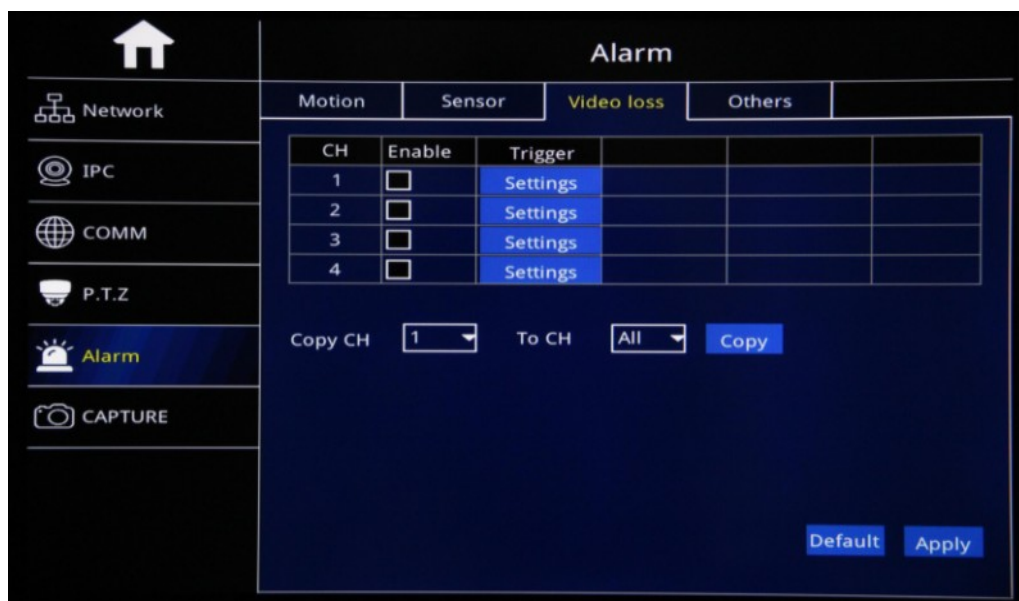 Alarm
Network
IPC
COMM
P.T.Z
Alarm
CAPTURE
Motion Sensor Video loss Others
CH Enable Trigger
1 Settings
2 Settings
3 Settings
4 Settings
Copy CH 1 To CH All Copy
Default Apply